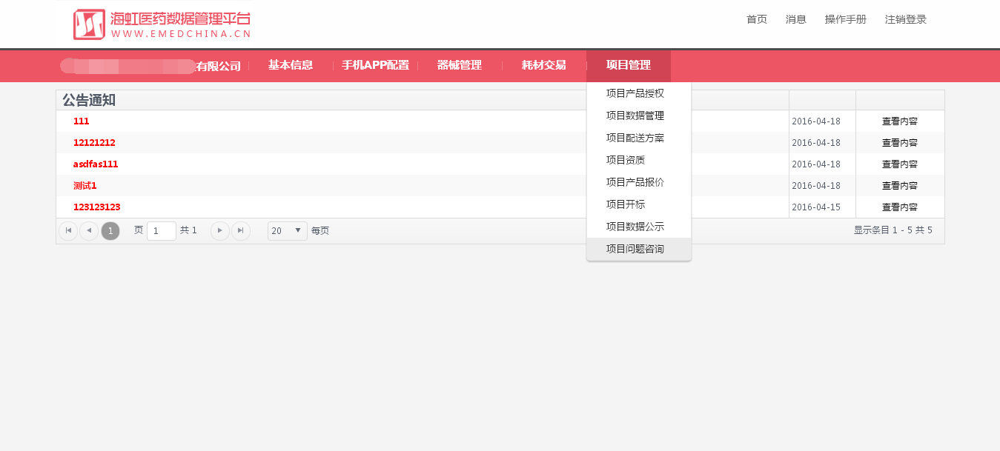 海虹医药数据管理平台
WWW.EMEDCHINA.CN
首页 消息 操作手册 注销登录
有限公司 基本信息 手机APP配置 器械管理 耗材交易 项目管理
项目产品授权
项目数据管理
项目配送方案
项目资质
项目产品报价
项目开标
项目数据公示
项目问题咨询
公告通知
111 2016-04-18 查看内容
12121212 2016-04-18 查看内容
asdfas111 2016-04-18 查看内容
测试1 2016-04-18 查看内容
123123123 2016-04-15 查看内容
1 页 1 共 1 20 每页 显示条目 1 - 5 共 5